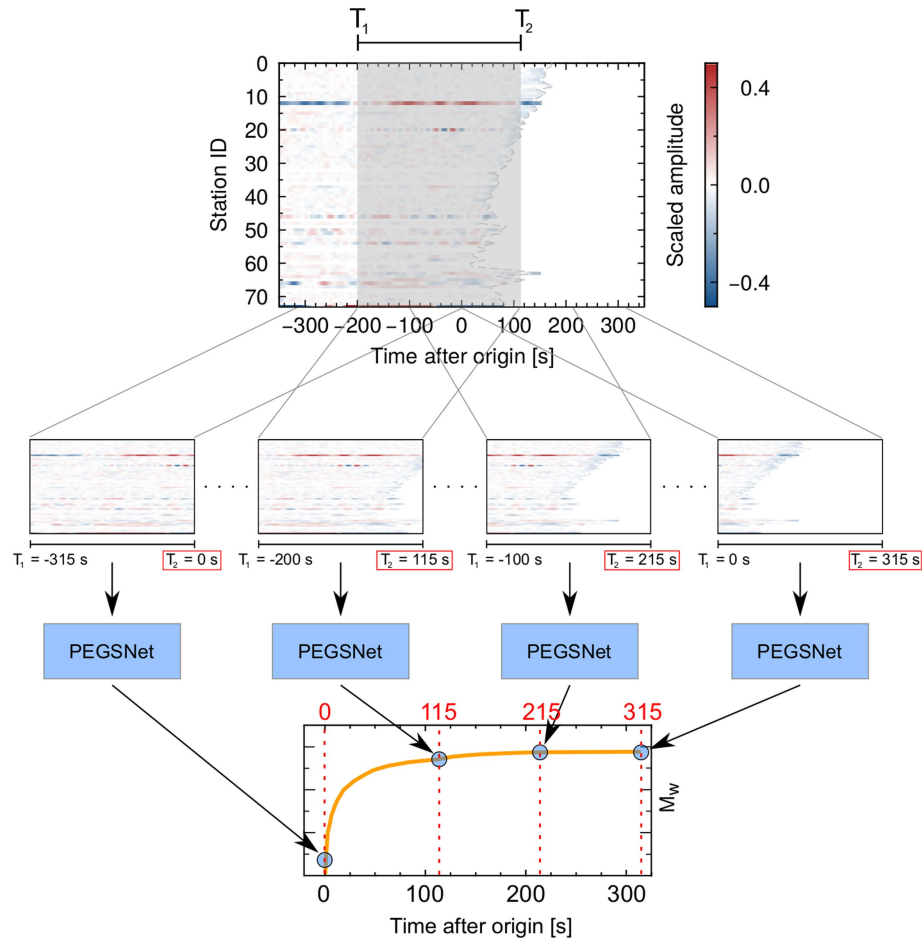 T₁ T₂
0
10
20
30
40
50
60
70
Station ID
−300 −200 −100 0 100 200 300
Time after origin [s]
0.4
0.0
−0.4
Scaled amplitude
. . . . . . . . . . . .
T₁ = -315 s T₂ = 0 s T₁ = -200 s T₂ = 115 s T₁ = -100 s T₂ = 215 s T₁ = 0 s T₂ = 315 s
PEGSNet PEGSNet PEGSNet PEGSNet
0 115 215 315
M_w
0 100 200 300
Time after origin [s]